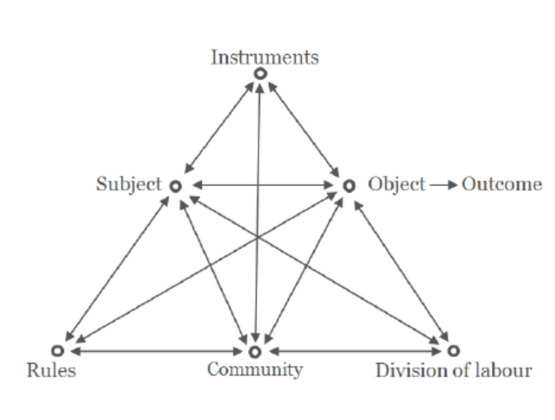 Instruments
Subject
Object
Outcome
Rules
Community
Division of labour